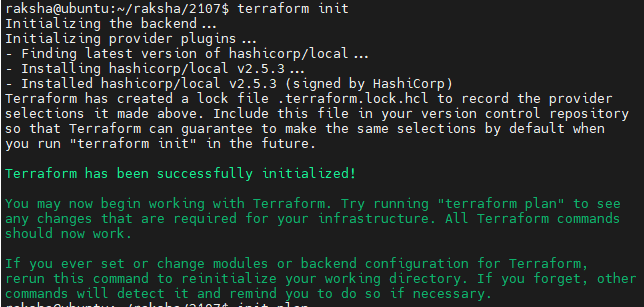 raksha@ubuntu:~/raksha/2107$ terraform init
Initializing the backend...
Initializing provider plugins...
- Finding latest version of hashicorp/local...
- Installing hashicorp/local v2.5.3...
- Installed hashicorp/local v2.5.3 (signed by HashiCorp)
Terraform has created a lock file .terraform.lock.hcl to record the provider
selections it made above. Include this file in your version control repository
so that Terraform can guarantee to make the same selections by default when
you run "terraform init" in the future.
Terraform has been successfully initialized!
You may now begin working with Terraform. Try running "terraform plan" to see
any changes that are required for your infrastructure. All Terraform commands
should now work.
If you ever set or change modules or backend configuration for Terraform,
rerun this command to reinitialize your working directory. If you forget, other
commands will detect it and remind you to do so if necessary.
raksha@ubuntu:~/raksha/2107$ init plan